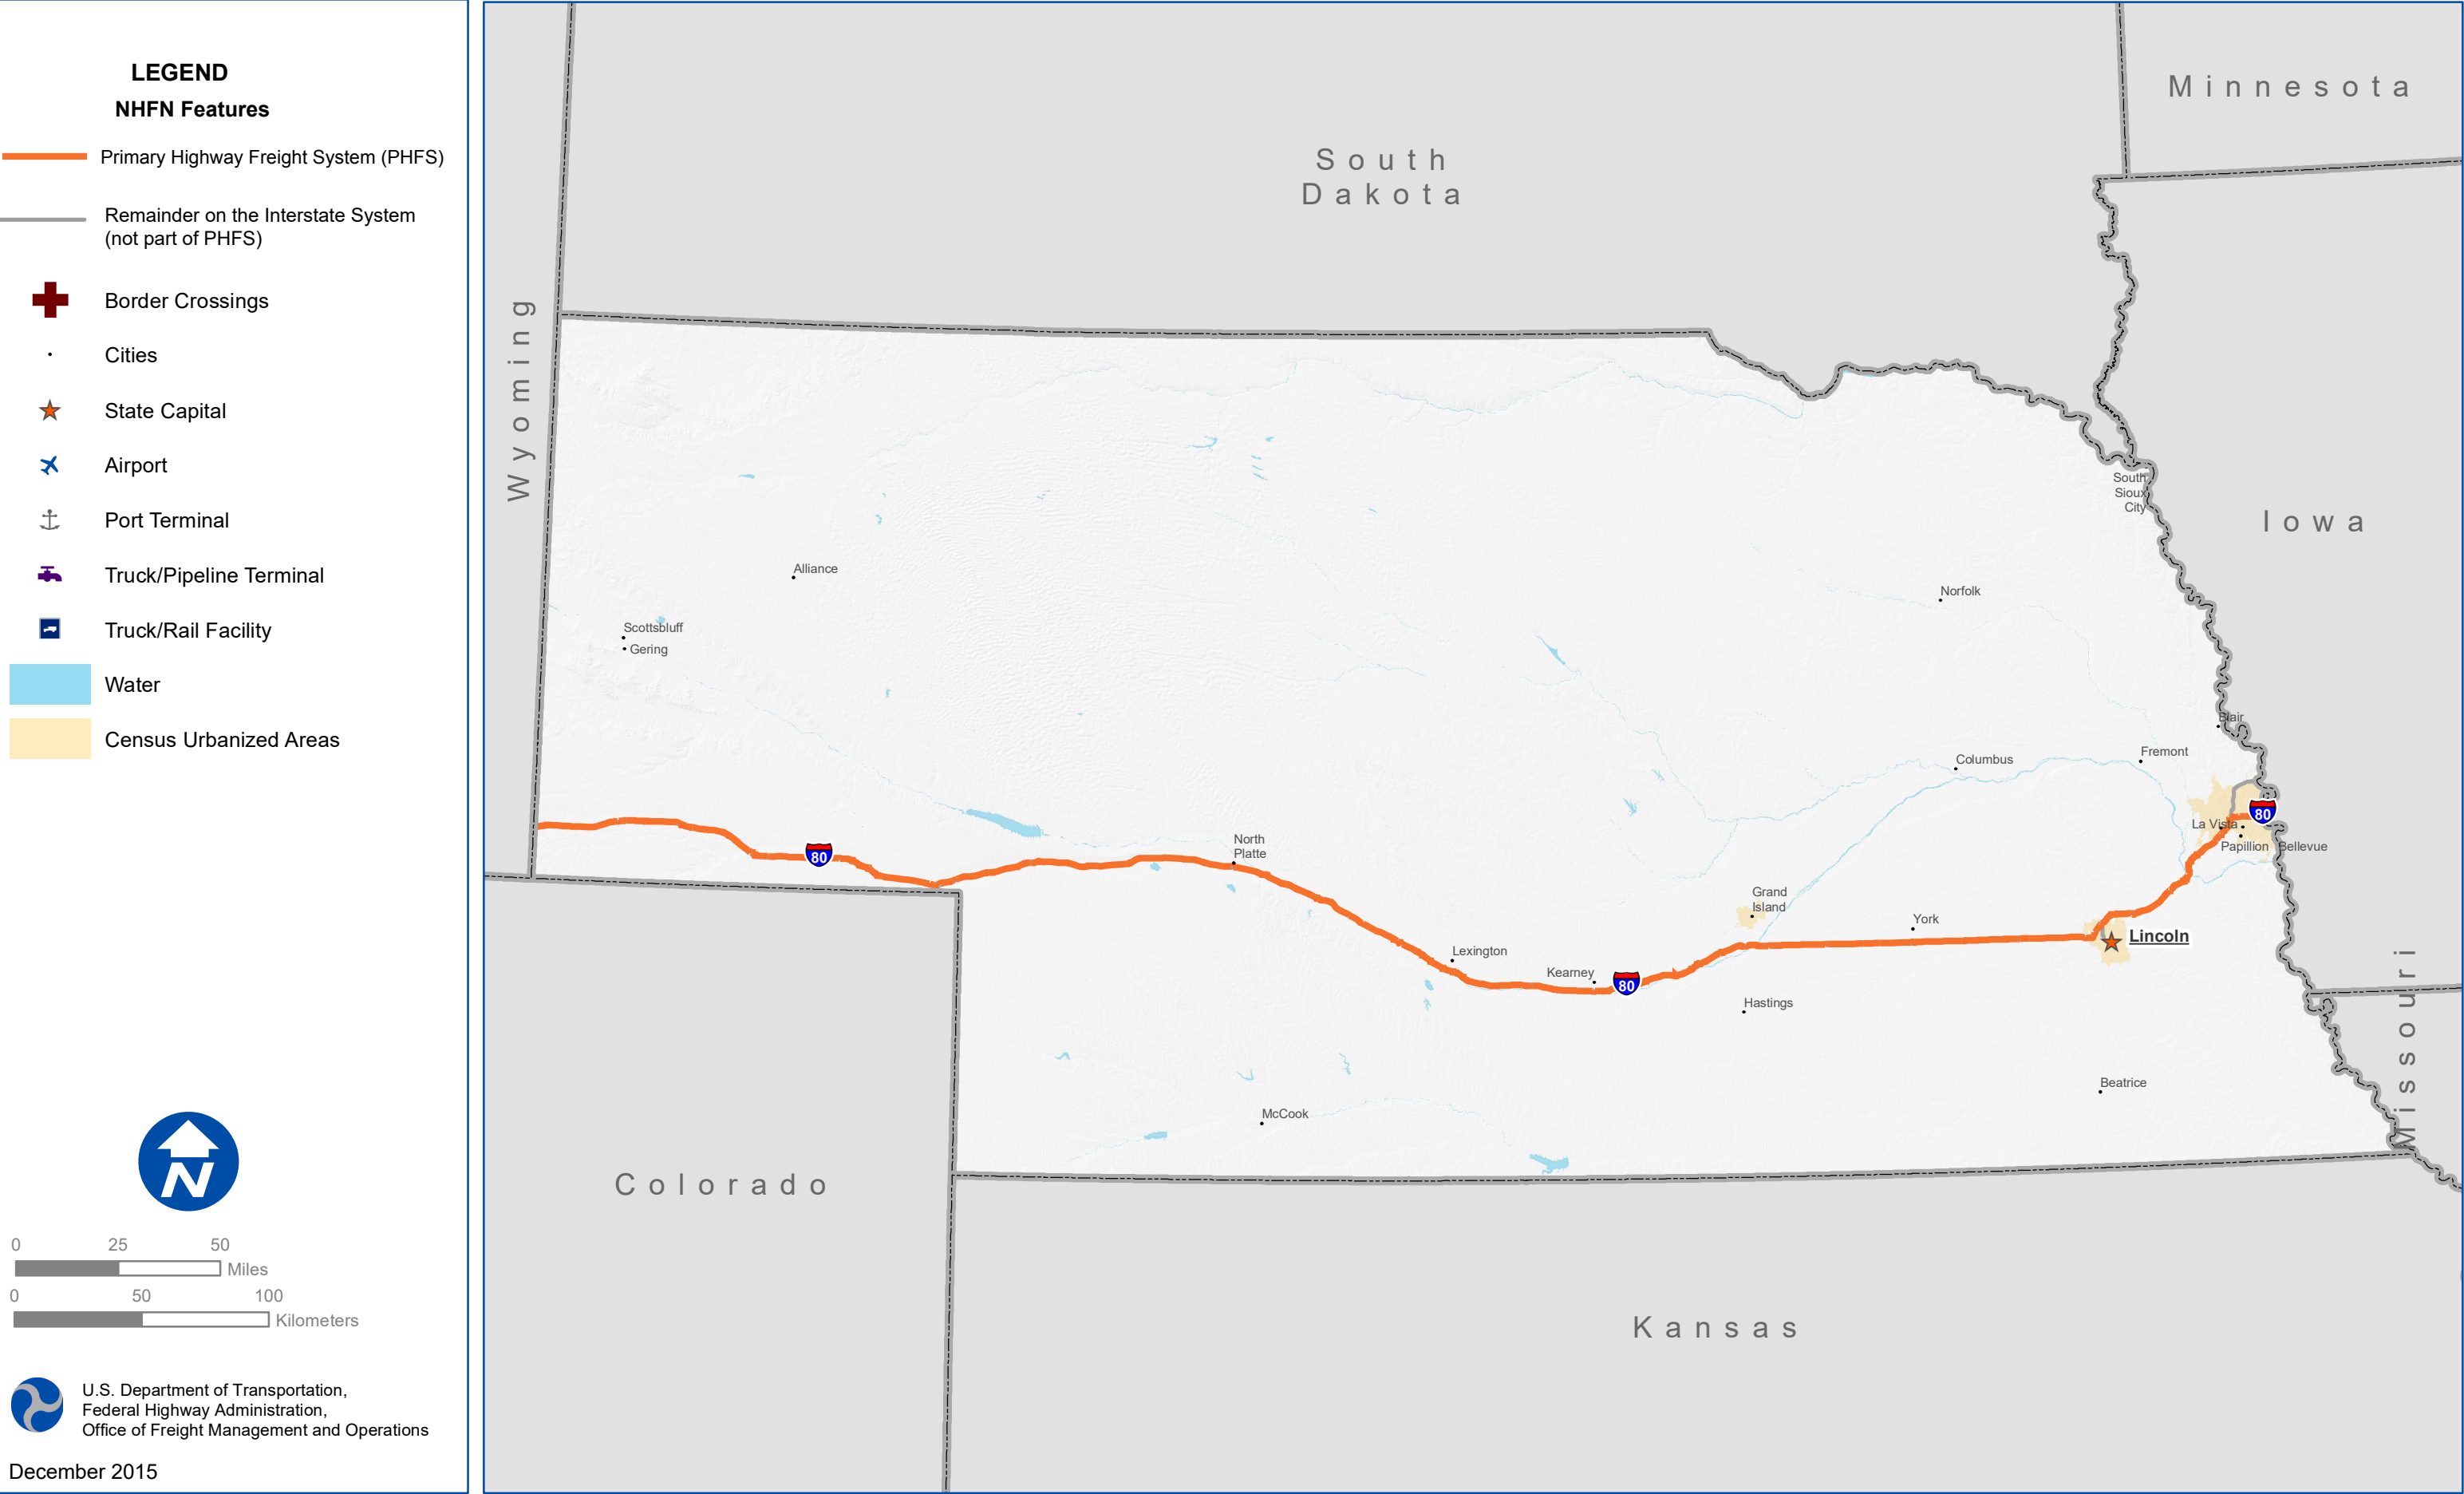 LEGEND
NHFN Features
Primary Highway Freight System (PHFS)
Remainder on the Interstate System
(not part of PHFS)
Border Crossings
Cities
State Capital
Airport
Port Terminal
Truck/Pipeline Terminal
Truck/Rail Facility
Water
Census Urbanized Areas
N
0 25 50
Miles
0 50 100
Kilometers
U.S. Department of Transportation,
Federal Highway Administration,
Office of Freight Management and Operations
December 2015
Minnesota
South
Dakota
Wyoming
Iowa
South
Sioux
City
Alliance
Norfolk
Scottsbluff
Gering
Blair
Fremont
Columbus
80
La Vista
Papillion
Bellevue
North
Platte
80
Grand
Island
York
Lincoln
Lexington
Kearney
80
Hastings
Missouri
Beatrice
McCook
Colorado
Kansas